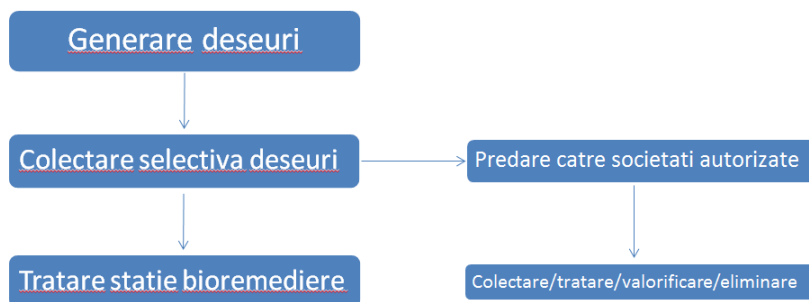 Generare deseuri
Colectare selectiva deseuri
Predare catre societati autorizate
Tratare statie bioremediere
Colectare/tratare/valorificare/eliminare